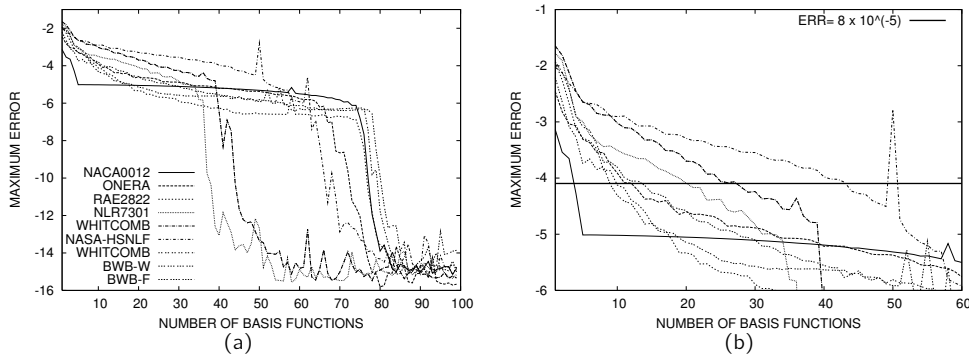 -2
-4
-6
-8
-10
-12
-14
-16
MAXIMUM ERROR
NACA0012
ONERA
RAE2822
NLR7301
WHITCOMB
NASA-HSNLF
WHITCOMB
BWB-W
BWB-F
10 20 30 40 50 60 70 80 90 100
NUMBER OF BASIS FUNCTIONS
(a)
-1
-2
-3
-4
-5
-6
MAXIMUM ERROR
ERR= 8 x 10^(-5)
10 20 30 40 50 60
NUMBER OF BASIS FUNCTIONS
(b)